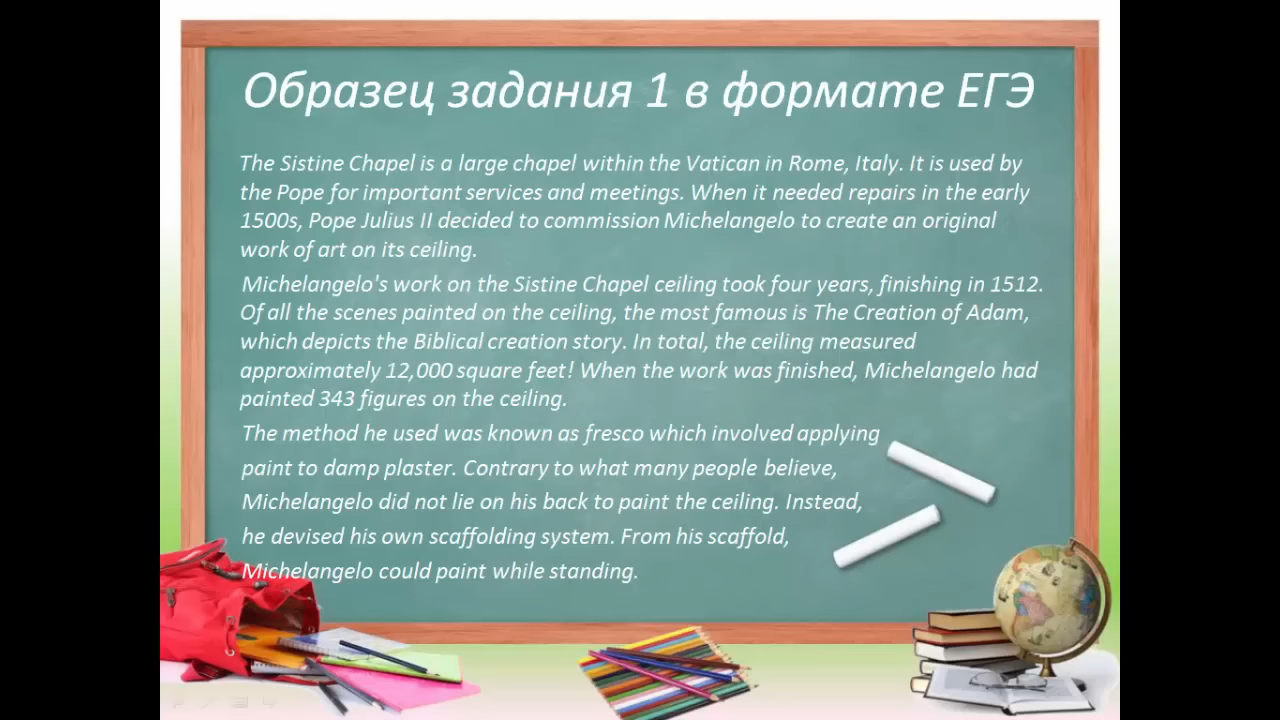 Образец задания 1 в формате ЕГЭ
The Sistine Chapel is a large chapel within the Vatican in Rome, Italy. It is used by
the Pope for important services and meetings. When it needed repairs in the early
1500s, Pope Julius II decided to commission Michelangelo to create an original
work of art on its ceiling.
Michelangelo's work on the Sistine Chapel ceiling took four years, finishing in 1512.
Of all the scenes painted on the ceiling, the most famous is The Creation of Adam,
which depicts the Biblical creation story. In total, the ceiling measured
approximately 12,000 square feet! When the work was finished, Michelangelo had
painted 343 figures on the ceiling.
The method he used was known as fresco which involved applying
paint to damp plaster. Contrary to what many people believe,
Michelangelo did not lie on his back to paint the ceiling. Instead,
he devised his own scaffolding system. From his scaffold,
Michelangelo could paint while standing.